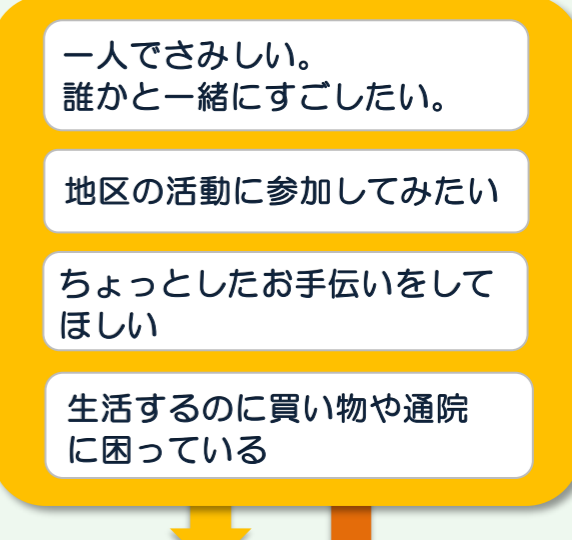 一人でさみしい。
誰かと一緒にすごしたい。
地区の活動に参加してみたい
ちょっとしたお手伝いをして
ほしい
生活するのに買い物や通院
に困っている